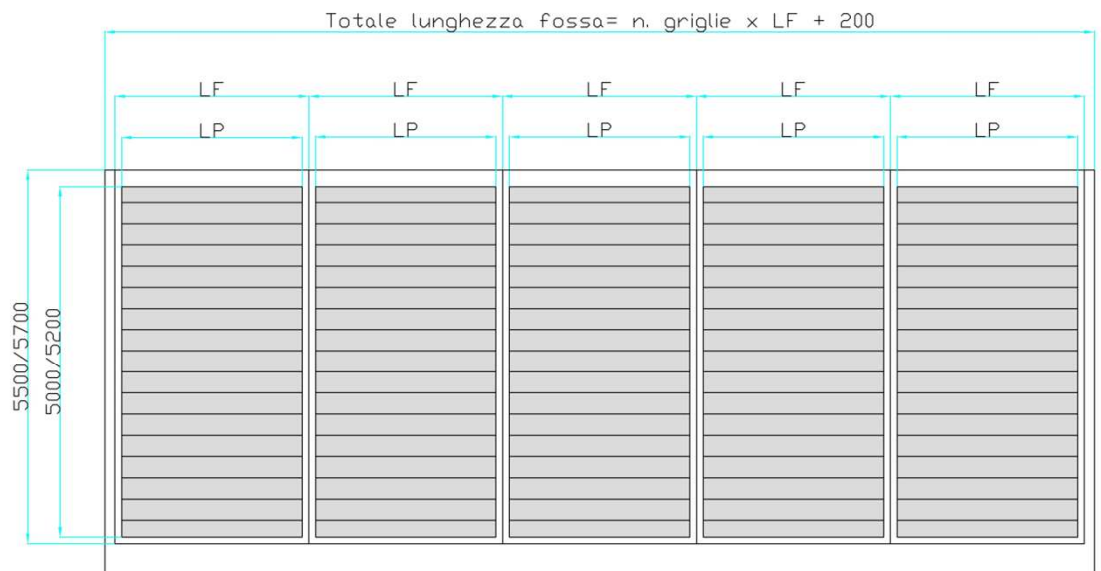 Totale lunghezza fossa= n. griglie x LF + 200
LF LF LF LF LF
LP LP LP LP LP
5500/5700
5000/5200